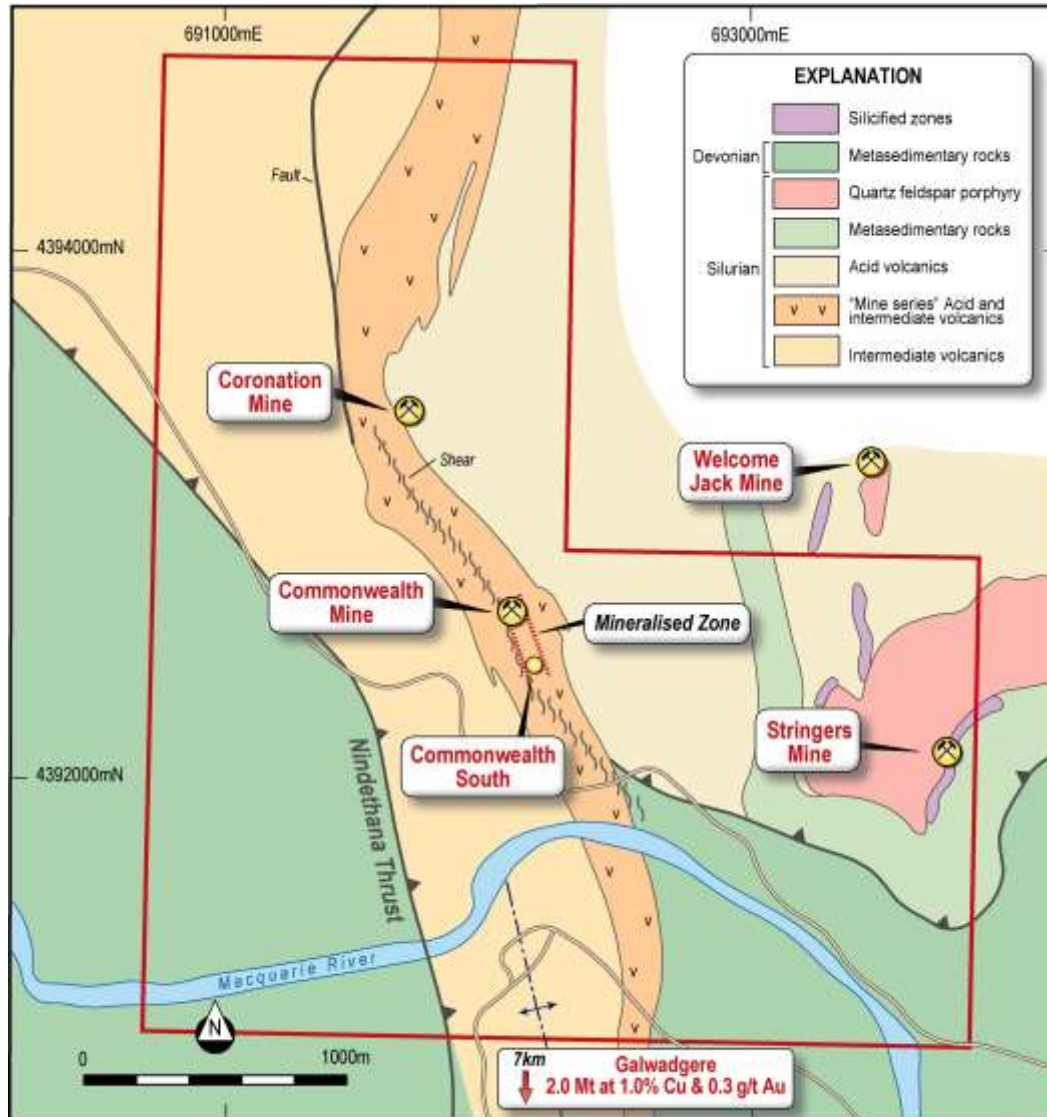 691000mE
693000mE
EXPLANATION
Silicified zones
Devonian
Metasedimentary rocks
Quartz feldspar porphyry
Metasedimentary rocks
Silurian
Acid volcanics
v v
"Mine series" Acid and
intermediate volcanics
Intermediate volcanics
Fault
4394000mN
Coronation
Mine
Shear
Welcome
Jack Mine
Commonwealth
Mine
Mineralised Zone
Commonwealth
South
Stringers
Mine
4392000mN
Nindethana Thrust
Macquarie River
N
0
1000m
7km
Galwadgere
2.0 Mt at 1.0% Cu & 0.3 g/t Au